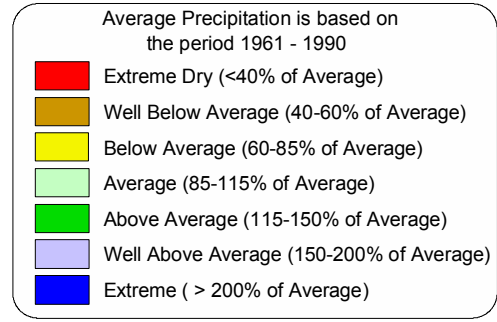 Average Precipitation is based on
the period 1961 - 1990
Extreme Dry (<40% of Average)
Well Below Average (40-60% of Average)
Below Average (60-85% of Average)
Average (85-115% of Average)
Above Average (115-150% of Average)
Well Above Average (150-200% of Average)
Extreme ( > 200% of Average)